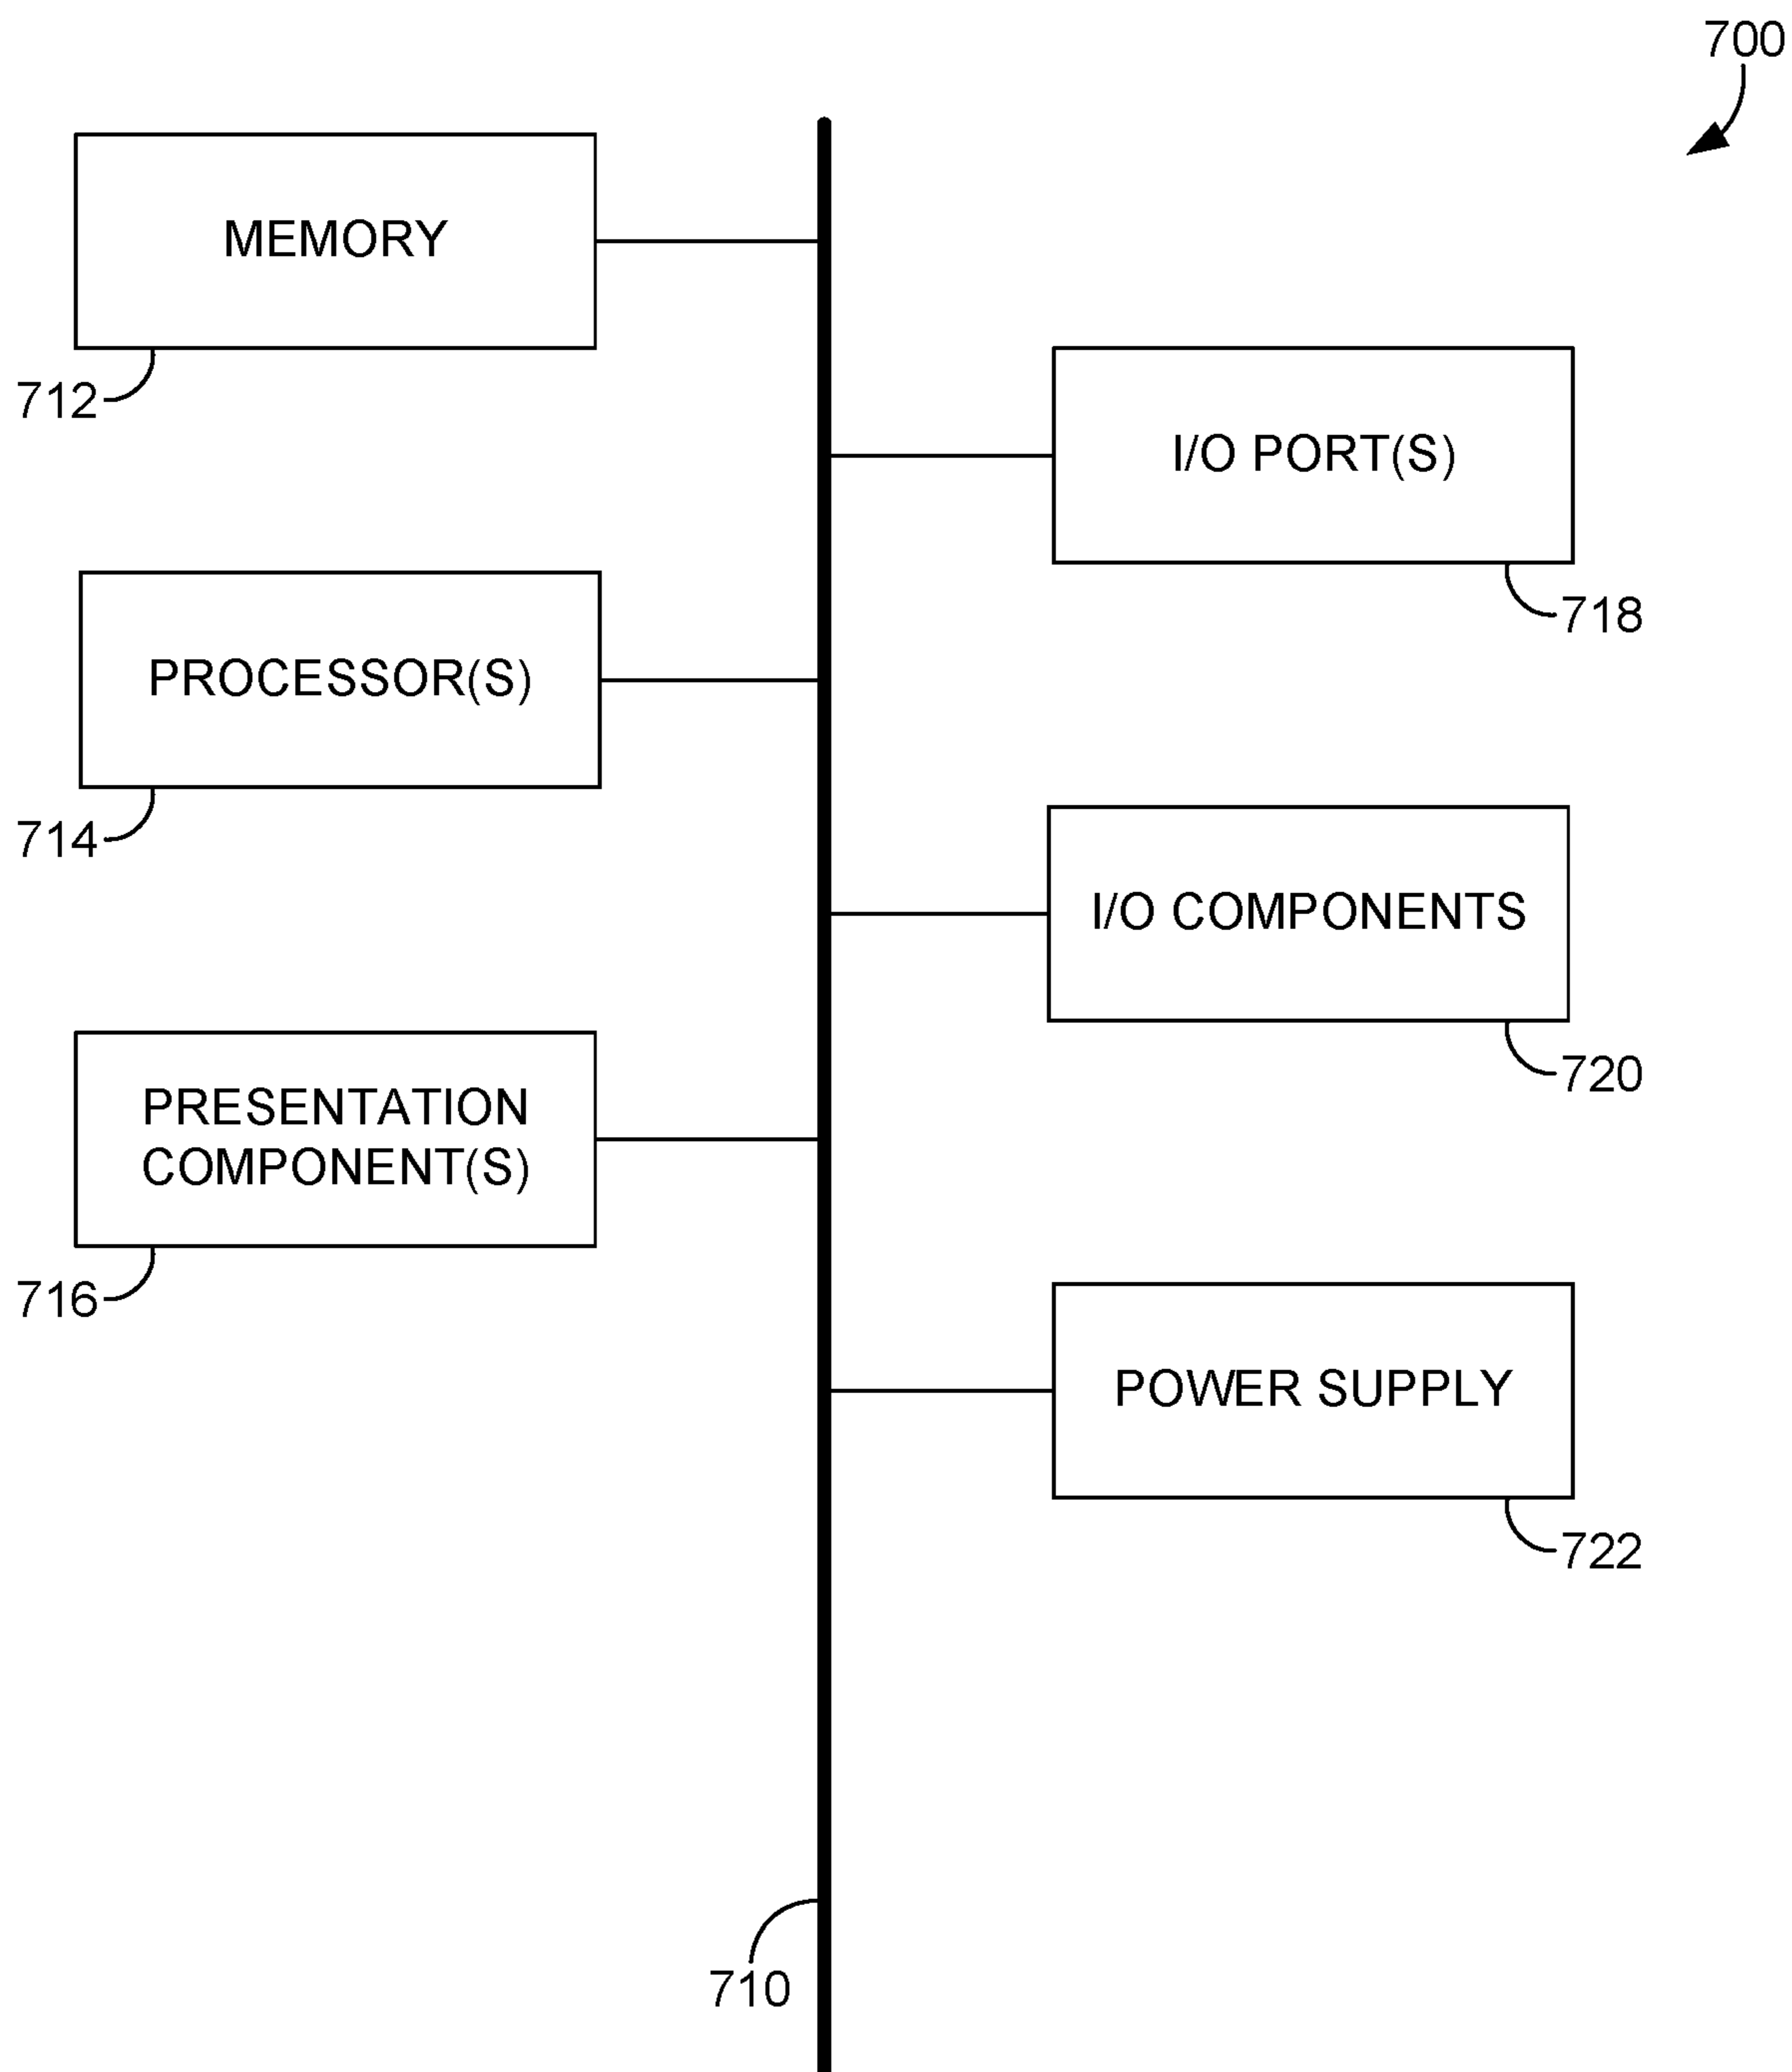 700
MEMORY
712
I/O PORT(S)
718
PROCESSOR(S)
714
I/O COMPONENTS
720
PRESENTATION
COMPONENT(S)
716
POWER SUPPLY
722
710